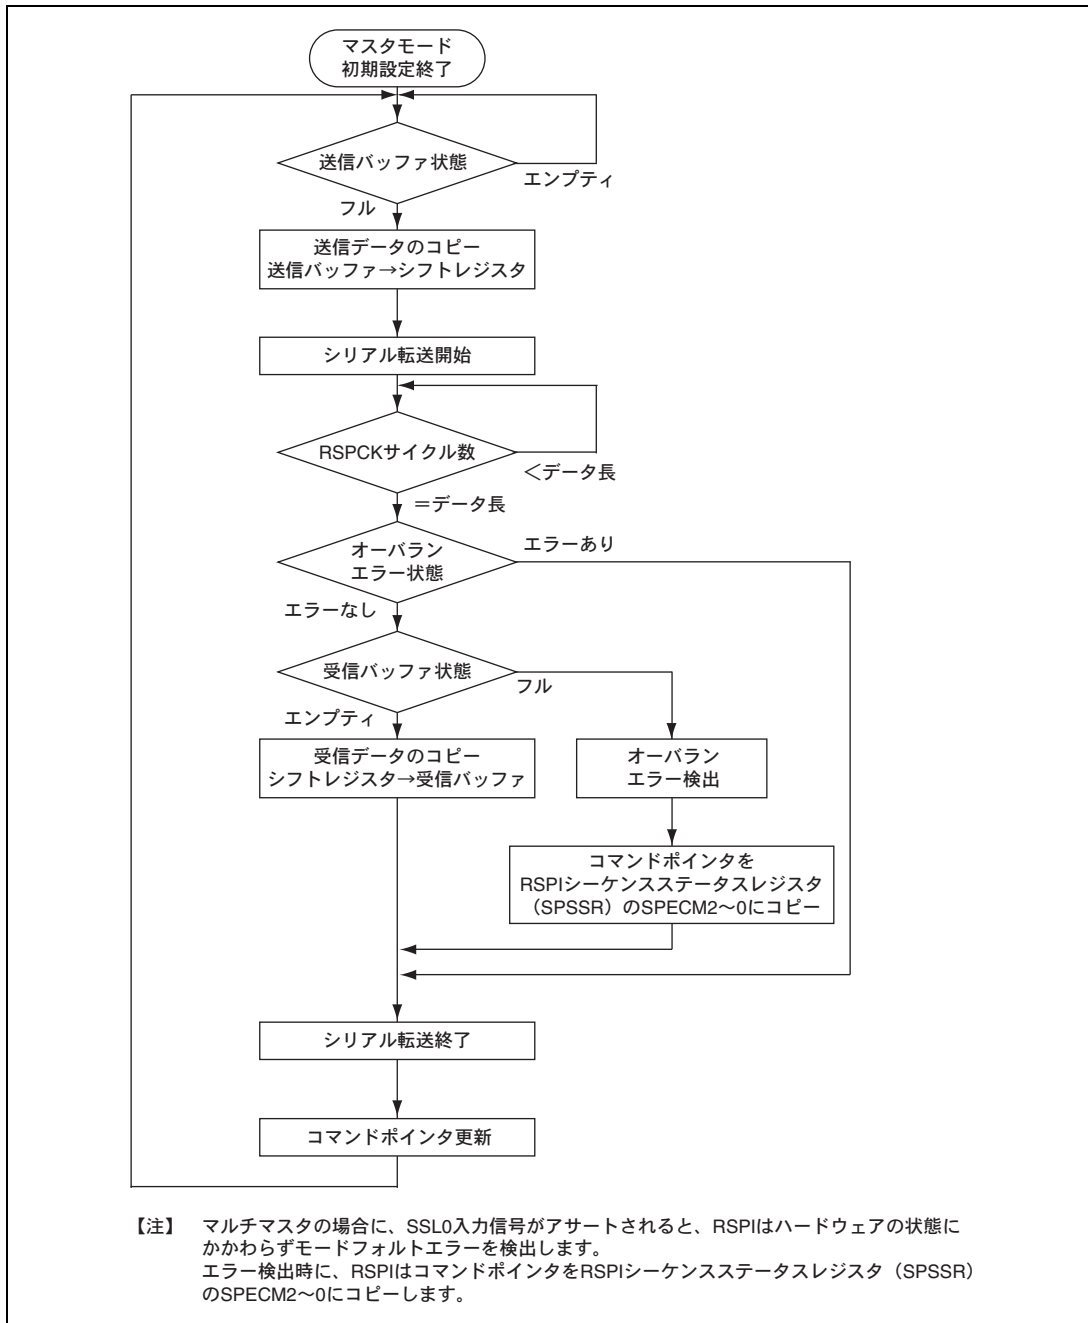 マスタモード
初期設定終了
送信バッファ状態
エンプティ
フル
送信データのコピー
送信バッファ→シフトレジスタ
シリアル転送開始
RSPCKサイクル数
＜データ長
＝データ長
オーバラン
エラー状態
エラーあり
エラーなし
受信バッファ状態
フル
エンプティ
受信データのコピー
シフトレジスタ→受信バッファ
オーバラン
エラー検出
コマンドポインタを
RSPIシーケンスステータスレジスタ
（SPSSR）のSPECM2～0にコピー
シリアル転送終了
コマンドポインタ更新
【注】 マルチマスタの場合に、SSL0入力信号がアサートされると、RSPIはハードウェアの状態に
かかわらずモードフォルトエラーを検出します。
エラー検出時に、RSPIはコマンドポインタをRSPIシーケンスステータスレジスタ（SPSSR）
のSPECM2～0にコピーします。